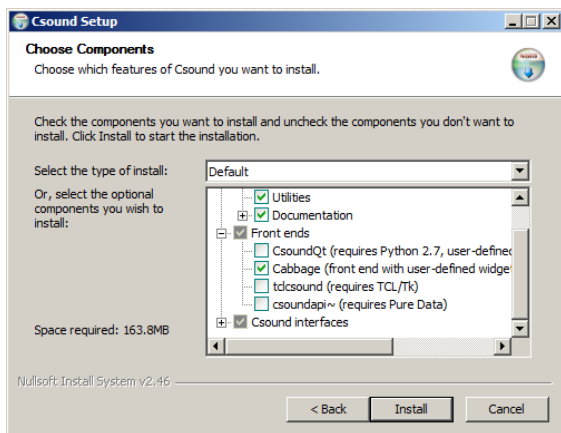 Csound Setup
Choose Components
Choose which features of Csound you want to install.
Check the components you want to install and uncheck the components you don't want to
install. Click Install to start the installation.
Select the type of install:
Default
Or, select the optional
components you wish to
install:
Utilities
Documentation
Front ends
CsoundQt (requires Python 2.7, user-defined
Cabbage (front end with user-defined widge
tclcsound (requires TCL/Tk)
csoundapi~ (requires Pure Data)
Csound interfaces
Space required: 163.8MB
Nullsoft Install System v2.46
< Back
Install
Cancel